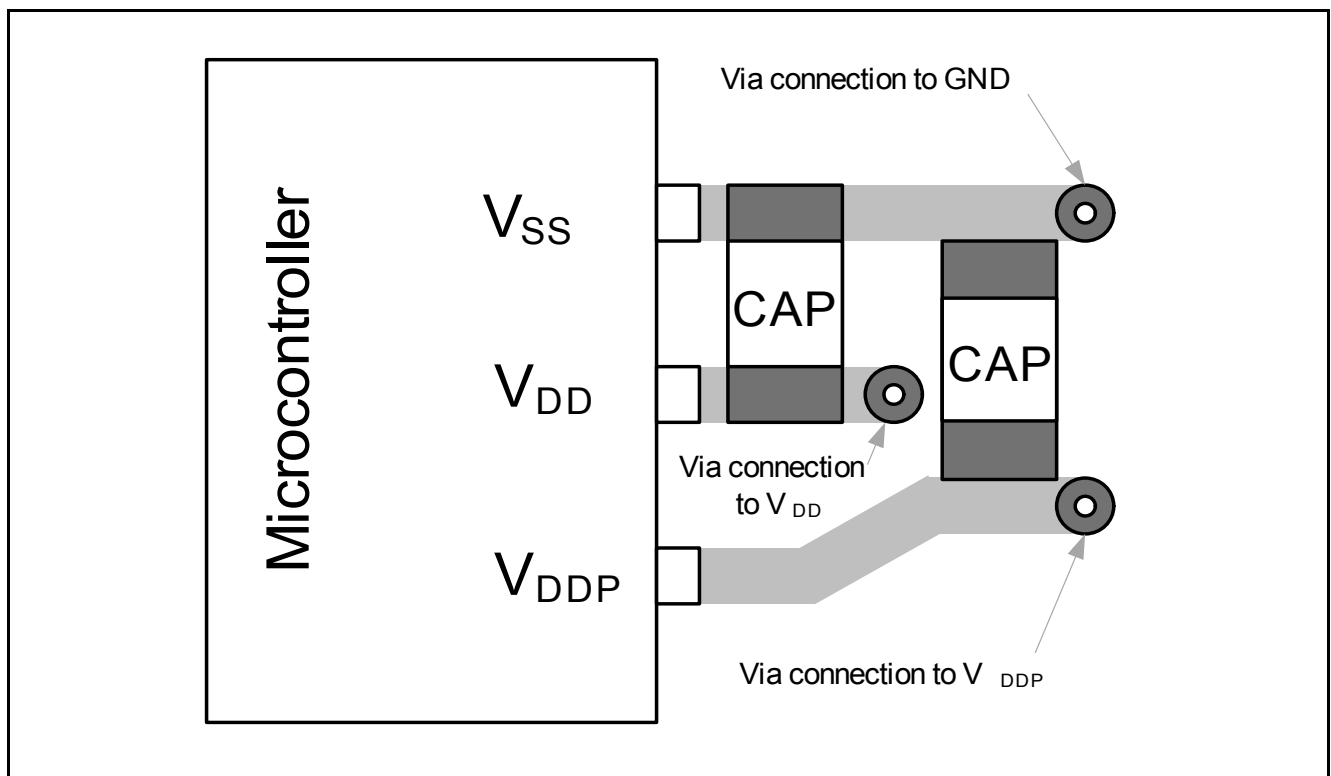 Via connection to GND
Microcontroller
VSS
CAP
CAP
VDD
Via connection
to V DD
VDDP
Via connection to V DDP